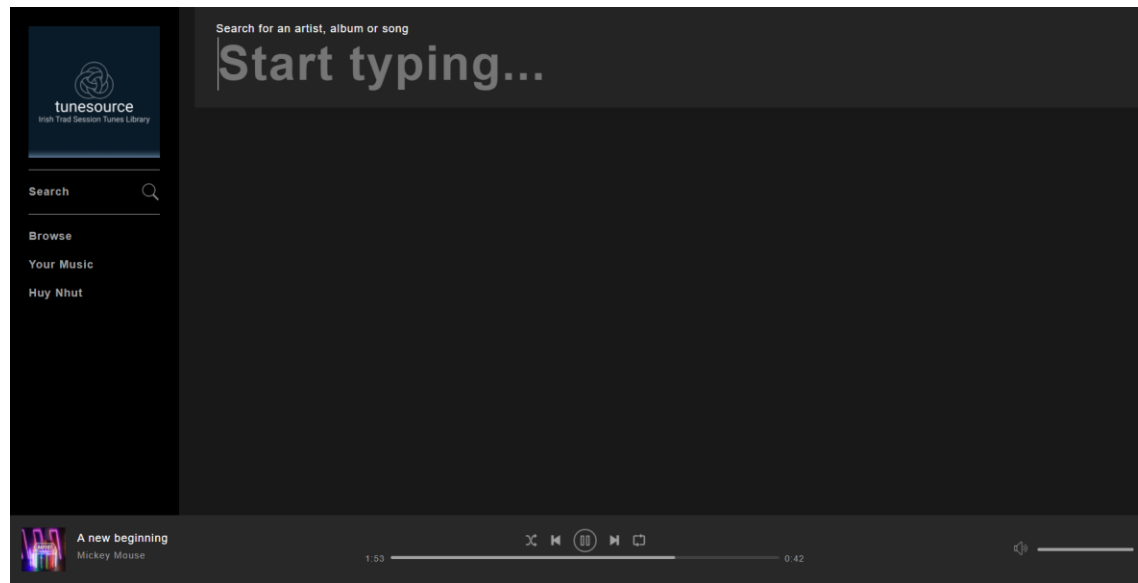 tunesource
Irish Trad Session Tunes Library
Search
Browse
Your Music
Huy Nhut
Search for an artist, album or song
Start typing...
A new beginning
Mickey Mouse
1:53
0:42